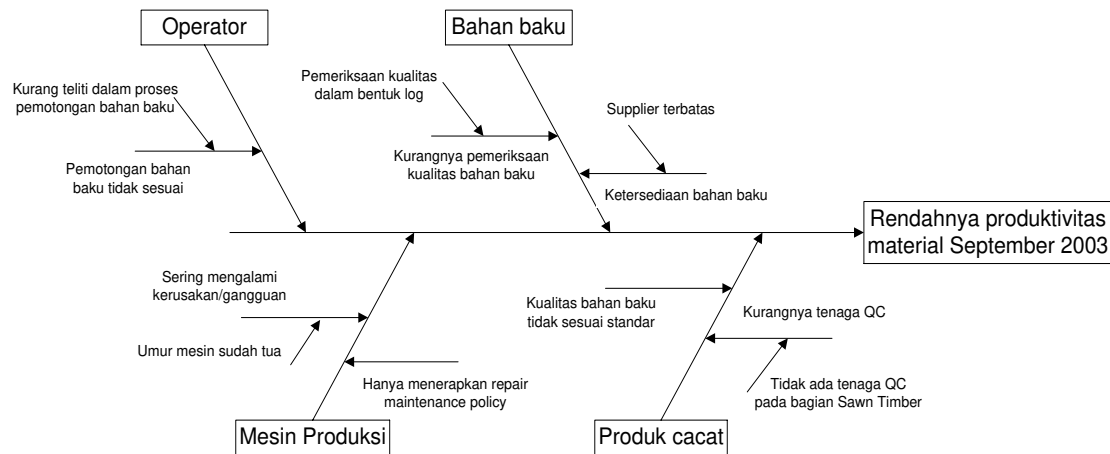 Operator
Bahan baku
Kurang teliti dalam proses
pemotongan bahan baku
Pemotongan bahan
baku tidak sesuai
Pemeriksaan kualitas
dalam bentuk log
Kurangnya pemeriksaan
kualitas bahan baku
Supplier terbatas
Ketersediaan bahan baku
Rendahnya produktivitas
material September 2003
Sering mengalami
kerusakan/gangguan
Umur mesin sudah tua
Hanya menerapkan repair
maintenance policy
Kualitas bahan baku
tidak sesuai standar
Kurangnya tenaga QC
Tidak ada tenaga QC
pada bagian Sawn Timber
Mesin Produksi
Produk cacat